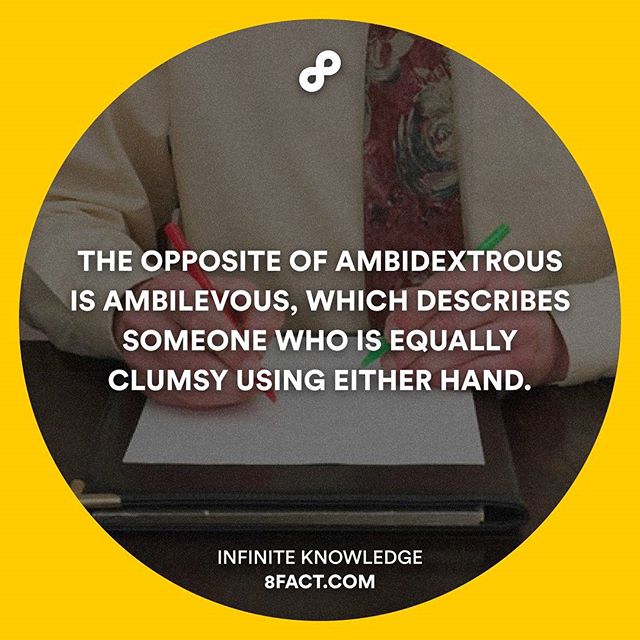 THE OPPOSITE OF AMBIDEXTROUS
IS AMBILEVOUS, WHICH DESCRIBES
SOMEONE WHO IS EQUALLY
CLUMSY USING EITHER HAND.
INFINITE KNOWLEDGE
8FACT.COM